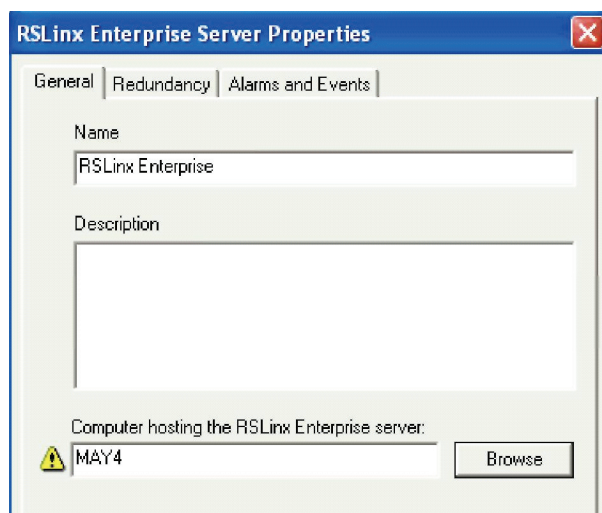 RSLinx Enterprise Server Properties
General Redundancy Alarms and Events
Name
RSLinx Enterprise
Description
Computer hosting the RSLinx Enterprise server:
MAY4 Browse